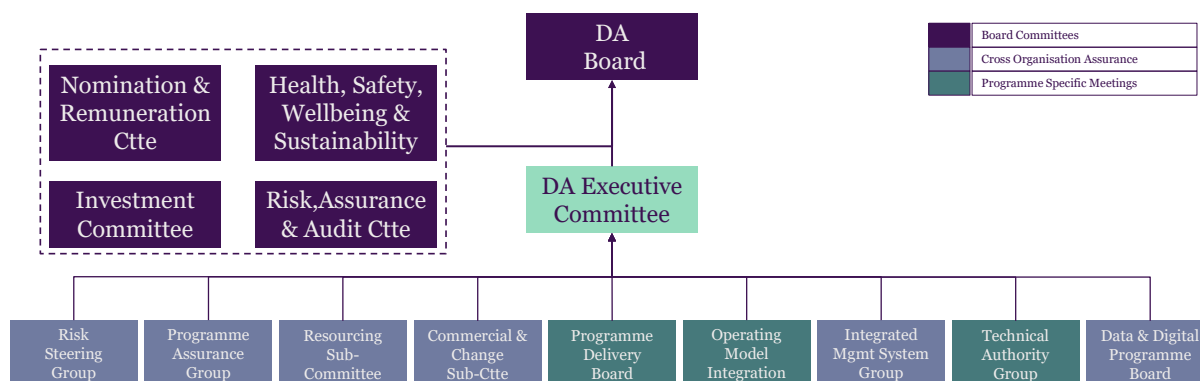 DA
Board
Board Committees
Cross Organisation Assurance
Programme Specific Meetings
Nomination &
Remuneration
Ctte
Health, Safety,
Wellbeing &
Sustainability
Investment
Committee
Risk,Assurance
& Audit Ctte
DA Executive
Committee
Risk
Steering
Group
Programme
Assurance
Group
Resourcing
Sub-
Committee
Commercial &
Change
Sub-Ctte
Programme
Delivery
Board
Operating
Model
Integration
Integrated
Mgmt System
Group
Technical
Authority
Group
Data & Digital
Programme
Board